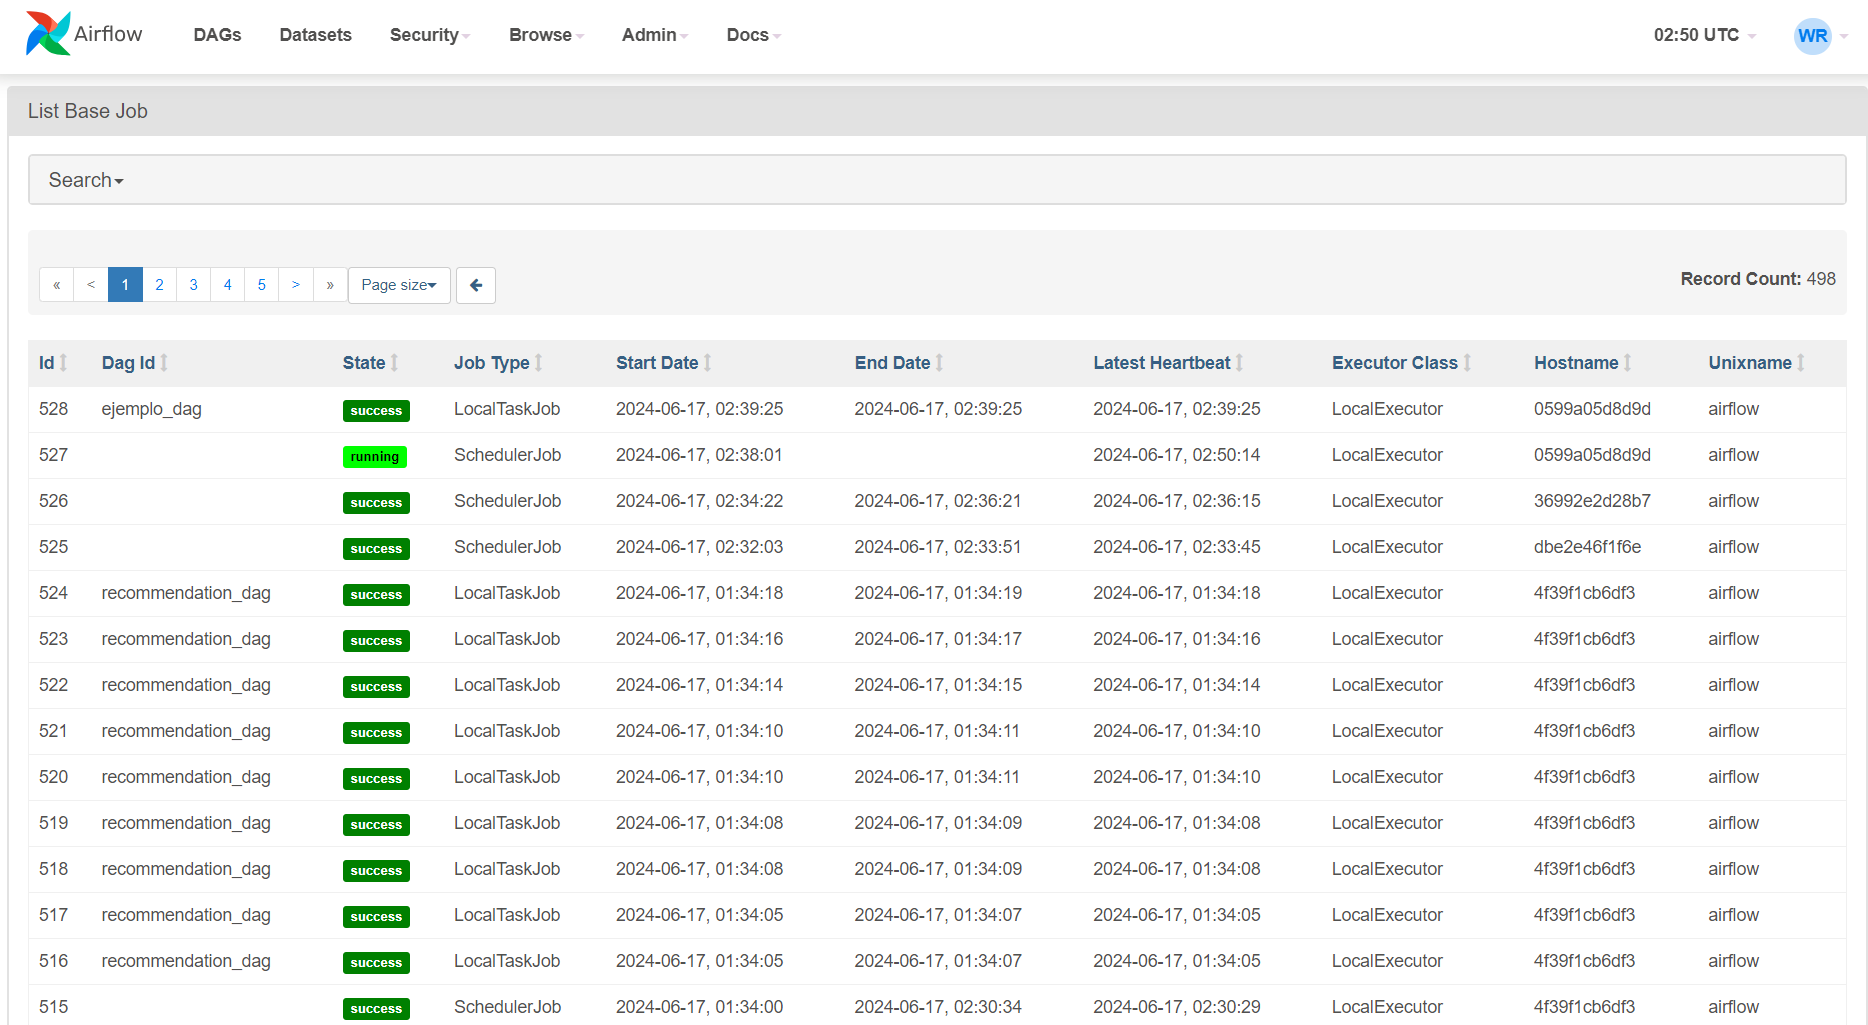 Airflow DAGs Datasets Security Browse Admin Docs 02:50 UTC WR
List Base Job
Search
« < 1 2 3 4 5 > » Page size Record Count: 498
Id Dag Id State Job Type Start Date End Date Latest Heartbeat Executor Class Hostname Unixname
528 ejemplo_dag success LocalTaskJob 2024-06-17, 02:39:25 2024-06-17, 02:39:25 2024-06-17, 02:39:25 LocalExecutor 0599a05d8d9d airflow
527 running SchedulerJob 2024-06-17, 02:38:01 2024-06-17, 02:50:14 LocalExecutor 0599a05d8d9d airflow
526 success SchedulerJob 2024-06-17, 02:34:22 2024-06-17, 02:36:21 2024-06-17, 02:36:15 LocalExecutor 36992e2d28b7 airflow
525 success SchedulerJob 2024-06-17, 02:32:03 2024-06-17, 02:33:51 2024-06-17, 02:33:45 LocalExecutor dbe2e46f1f6e airflow
524 recommendation_dag success LocalTaskJob 2024-06-17, 01:34:18 2024-06-17, 01:34:19 2024-06-17, 01:34:18 LocalExecutor 4f39f1cb6df3 airflow
523 recommendation_dag success LocalTaskJob 2024-06-17, 01:34:16 2024-06-17, 01:34:17 2024-06-17, 01:34:16 LocalExecutor 4f39f1cb6df3 airflow
522 recommendation_dag success LocalTaskJob 2024-06-17, 01:34:14 2024-06-17, 01:34:15 2024-06-17, 01:34:14 LocalExecutor 4f39f1cb6df3 airflow
521 recommendation_dag success LocalTaskJob 2024-06-17, 01:34:10 2024-06-17, 01:34:11 2024-06-17, 01:34:10 LocalExecutor 4f39f1cb6df3 airflow
520 recommendation_dag success LocalTaskJob 2024-06-17, 01:34:10 2024-06-17, 01:34:11 2024-06-17, 01:34:10 LocalExecutor 4f39f1cb6df3 airflow
519 recommendation_dag success LocalTaskJob 2024-06-17, 01:34:08 2024-06-17, 01:34:09 2024-06-17, 01:34:08 LocalExecutor 4f39f1cb6df3 airflow
518 recommendation_dag success LocalTaskJob 2024-06-17, 01:34:08 2024-06-17, 01:34:09 2024-06-17, 01:34:08 LocalExecutor 4f39f1cb6df3 airflow
517 recommendation_dag success LocalTaskJob 2024-06-17, 01:34:05 2024-06-17, 01:34:07 2024-06-17, 01:34:05 LocalExecutor 4f39f1cb6df3 airflow
516 recommendation_dag success LocalTaskJob 2024-06-17, 01:34:05 2024-06-17, 01:34:07 2024-06-17, 01:34:05 LocalExecutor 4f39f1cb6df3 airflow
515 success SchedulerJob 2024-06-17, 01:34:00 2024-06-17, 02:30:34 2024-06-17, 02:30:29 LocalExecutor 4f39f1cb6df3 airflow